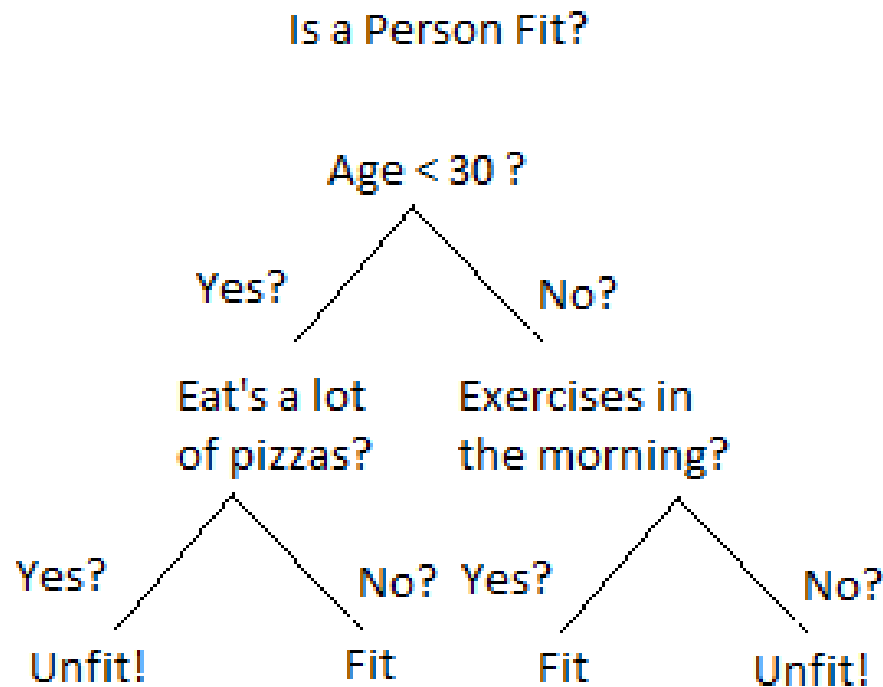 Is a Person Fit?
Age < 30 ?
Yes?
No?
Eat's a lot
of pizzas?
Exercises in
the morning?
Yes?
No?
Yes?
No?
Unfit!
Fit
Fit
Unfit!